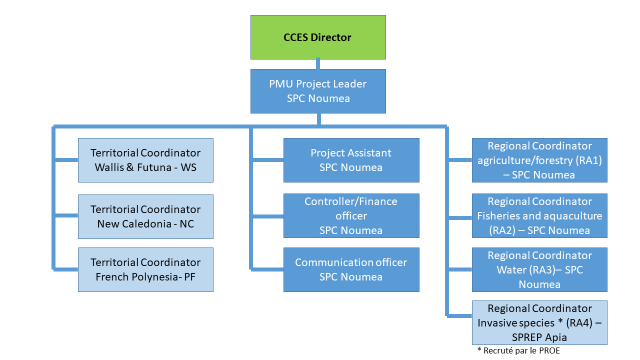 CCES Director
PMU Project Leader
SPC Noumea
Territorial Coordinator
Wallis & Futuna - WS
Territorial Coordinator
New Caledonia - NC
Territorial Coordinator
French Polynesia- PF
Project Assistant
SPC Noumea
Controller/Finance
officer
SPC Noumea
Communication officer
SPC Noumea
Regional Coordinator
agriculture/forestry (RA1)
– SPC Noumea
Regional Coordinator
Fisheries and aquaculture
(RA2) – SPC Noumea
Regional Coordinator
Water (RA3)– SPC
Noumea
Regional Coordinator
Invasive species * (RA4) –
SPREP Apia
* Recruté par le PROE